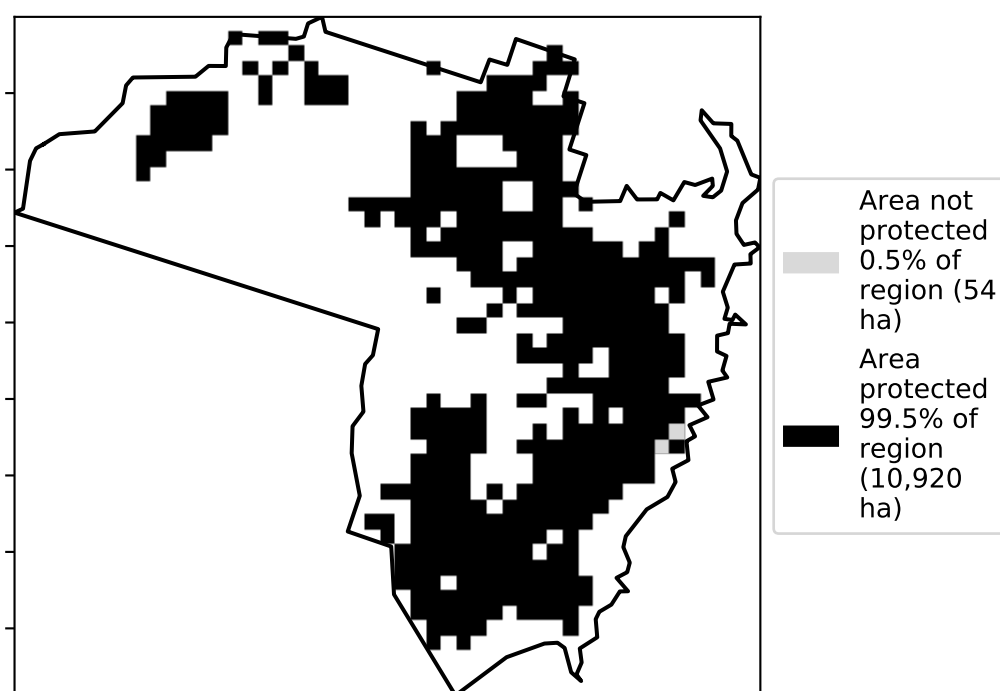 Area not
protected
0.5% of
region (54
ha)
Area
protected
99.5% of
region
(10,920
ha)